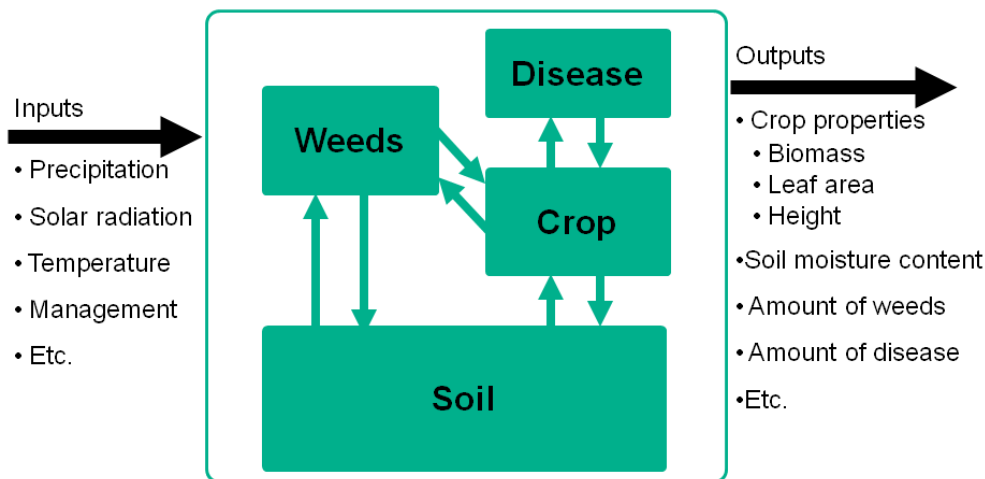 Inputs
• Precipitation
• Solar radiation
• Temperature
• Management
• Etc.
Disease
Weeds
Crop
Soil
Outputs
• Crop properties
• Biomass
• Leaf area
• Height
•Soil moisture content
• Amount of weeds
• Amount of disease
•Etc.